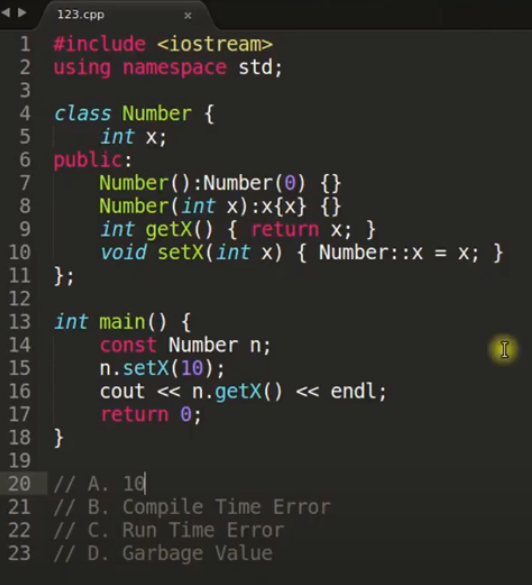 123.cpp ×
1 #include <iostream>
2 using namespace std;
3
4 class Number {
5     int x;
6 public:
7     Number():Number(0) {}
8     Number(int x):x{x} {}
9     int getX() { return x; }
10     void setX(int x) { Number::x = x; }
11 };
12
13 int main() {
14     const Number n;
15     n.setX(10);
16     cout << n.getX() << endl;
17     return 0;
18 }
19
20 // A. 10
21 // B. Compile Time Error
22 // C. Run Time Error
23 // D. Garbage Value